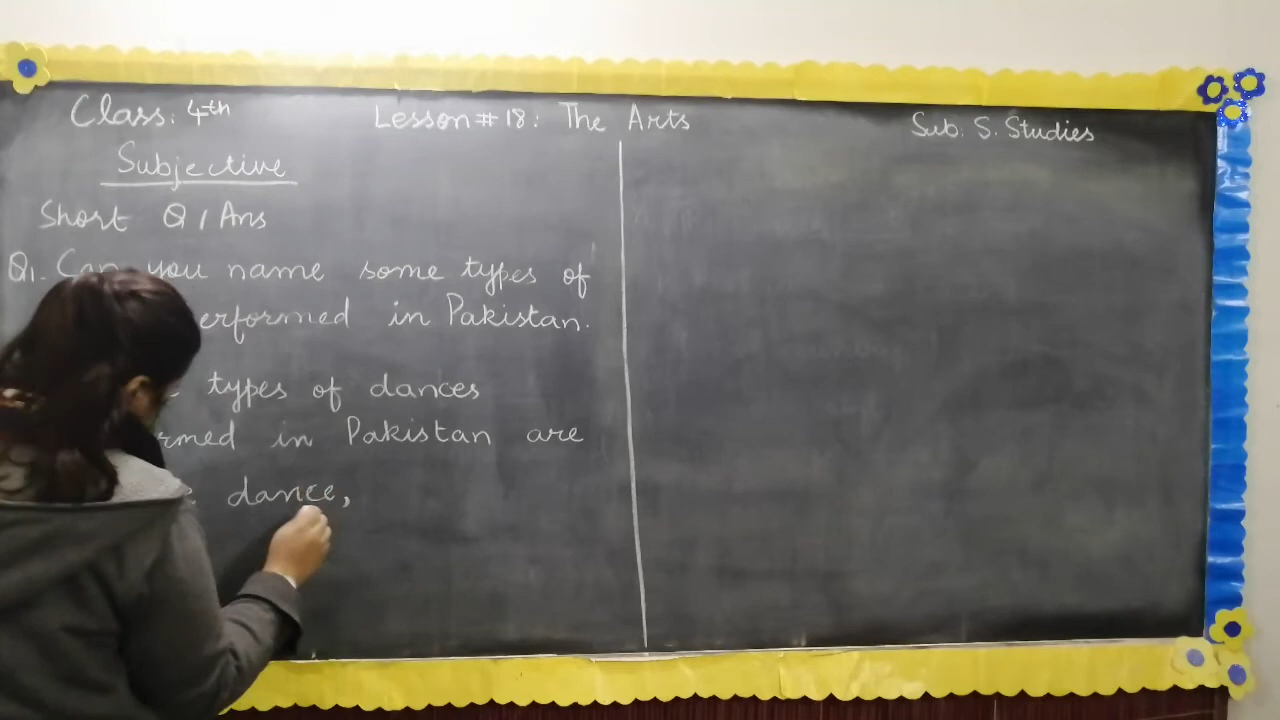 Class: 4th
Lesson # 18: The Arts
Sub: S. Studies
Subjective
Short Q / Ans
Q1. Can you name some types of
erformed in Pakistan.
types of dances
rmed in Pakistan are
dance,